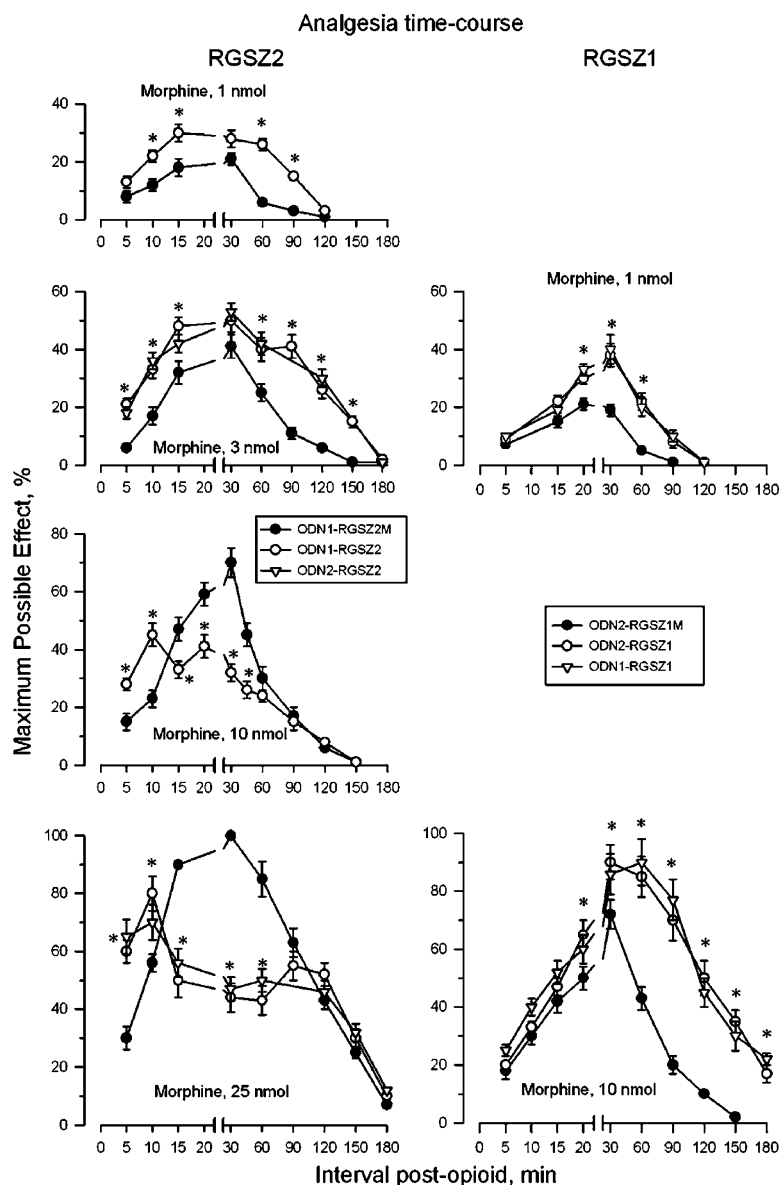 Analgesia time-course
RGSZ2
RGSZ1
Morphine, 1 nmol
40
30
20
10
0
* * * *
0 5 10 15 20 30 60 90 120 150 180
60
40
20
0
* * * * * * * *
Morphine, 3 nmol
0 5 10 15 20 30 60 90 120 150 180
Morphine, 1 nmol
60
40
20
0
* * *
0 5 15 20 30 60 90 120 150 180
80
60
40
20
0
ODN1-RGSZ2M
ODN1-RGSZ2
ODN2-RGSZ2
* * * * * *
Morphine, 10 nmol
0 5 10 15 20 30 60 90 120 150 180
ODN2-RGSZ1M
ODN2-RGSZ1
ODN1-RGSZ1
100
80
60
40
20
0
* * * * *
Morphine, 25 nmol
0 5 10 15 20 30 60 90 120 150 180
100
80
60
40
20
0
* * * * * * *
Morphine, 10 nmol
0 5 10 15 20 30 60 90 120 150 180
Maximum Possible Effect, %
Interval post-opioid, min